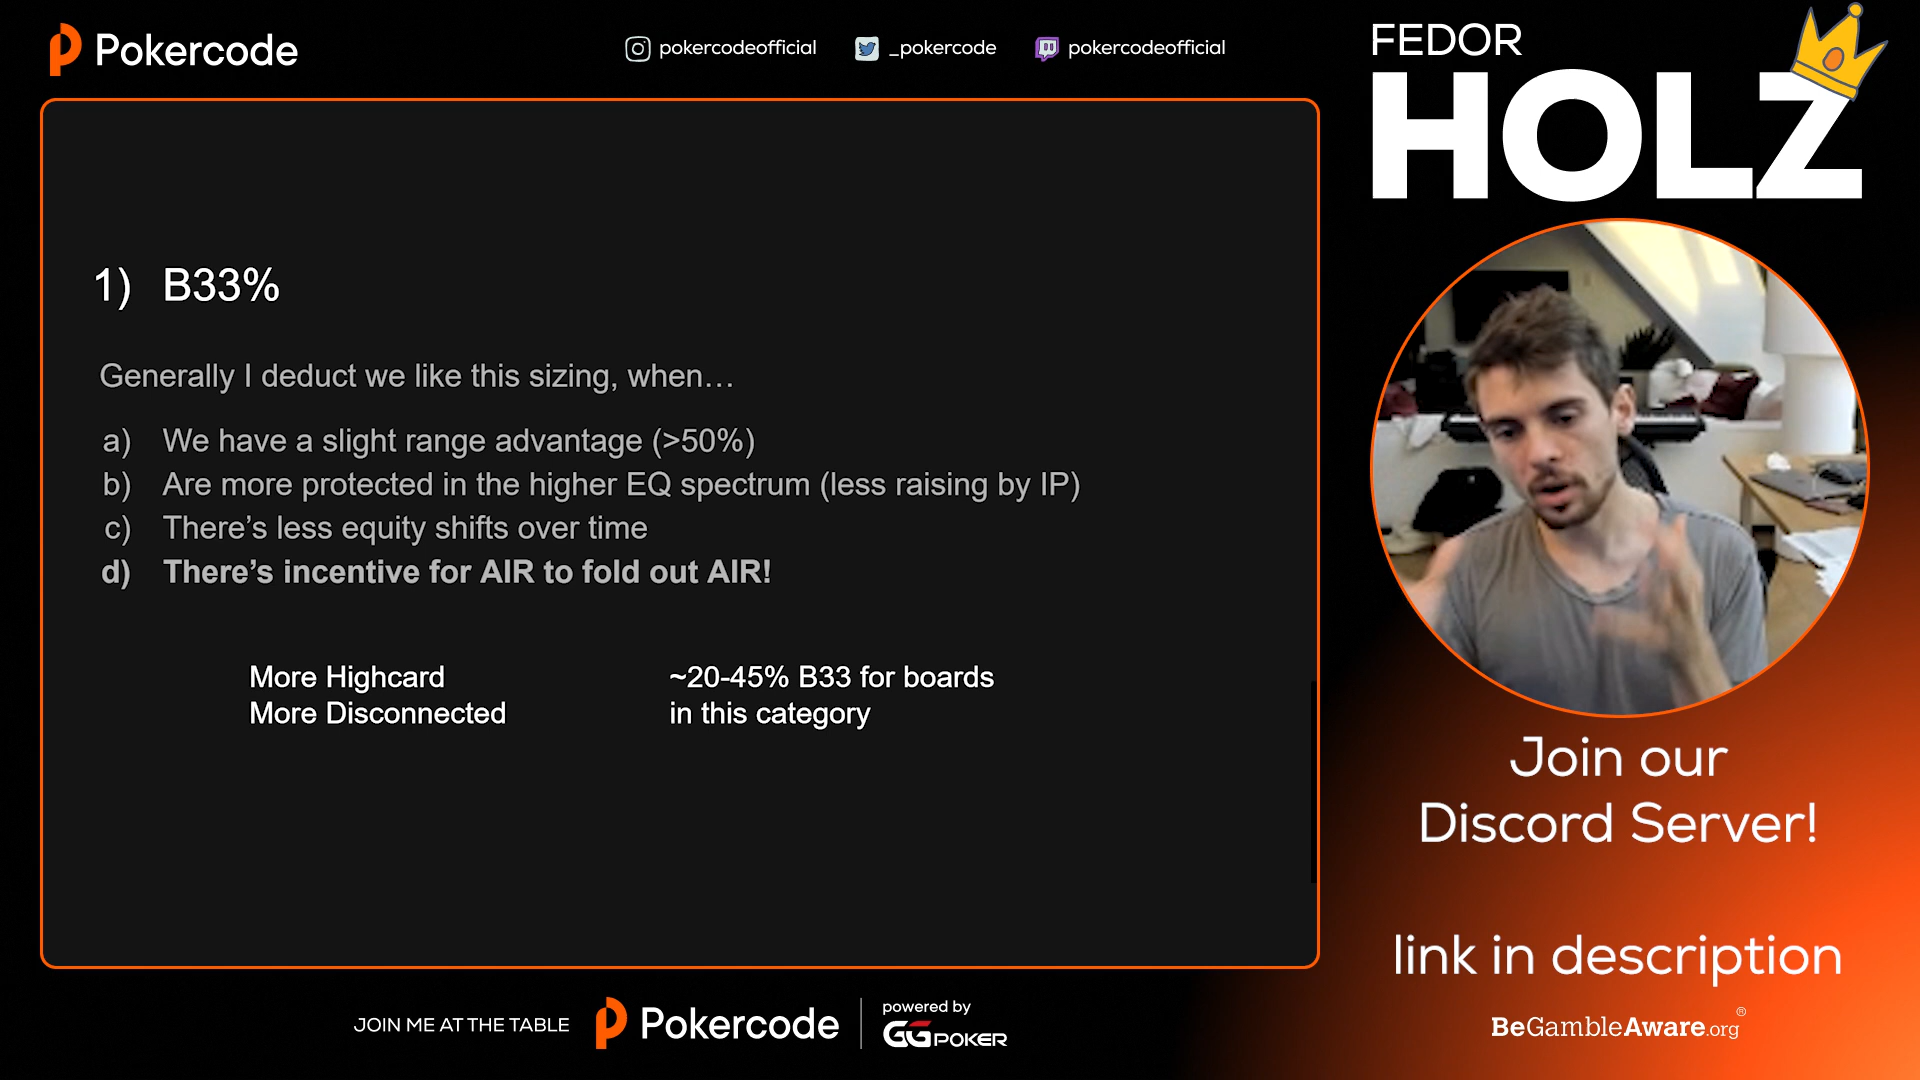 Pokercode
pokercodeofficial
_pokercode
pokercodeofficial
FEDOR
HOLZ
1) B33%
Generally I deduct we like this sizing, when…
a) We have a slight range advantage (>50%)
b) Are more protected in the higher EQ spectrum (less raising by IP)
c) There’s less equity shifts over time
d) There’s incentive for AIR to fold out AIR!
More Highcard
More Disconnected
~20-45% B33 for boards
in this category
Join our
Discord Server!
link in description
BeGambleAware.org®
JOIN ME AT THE TABLE
Pokercode
powered by
GGPOKER